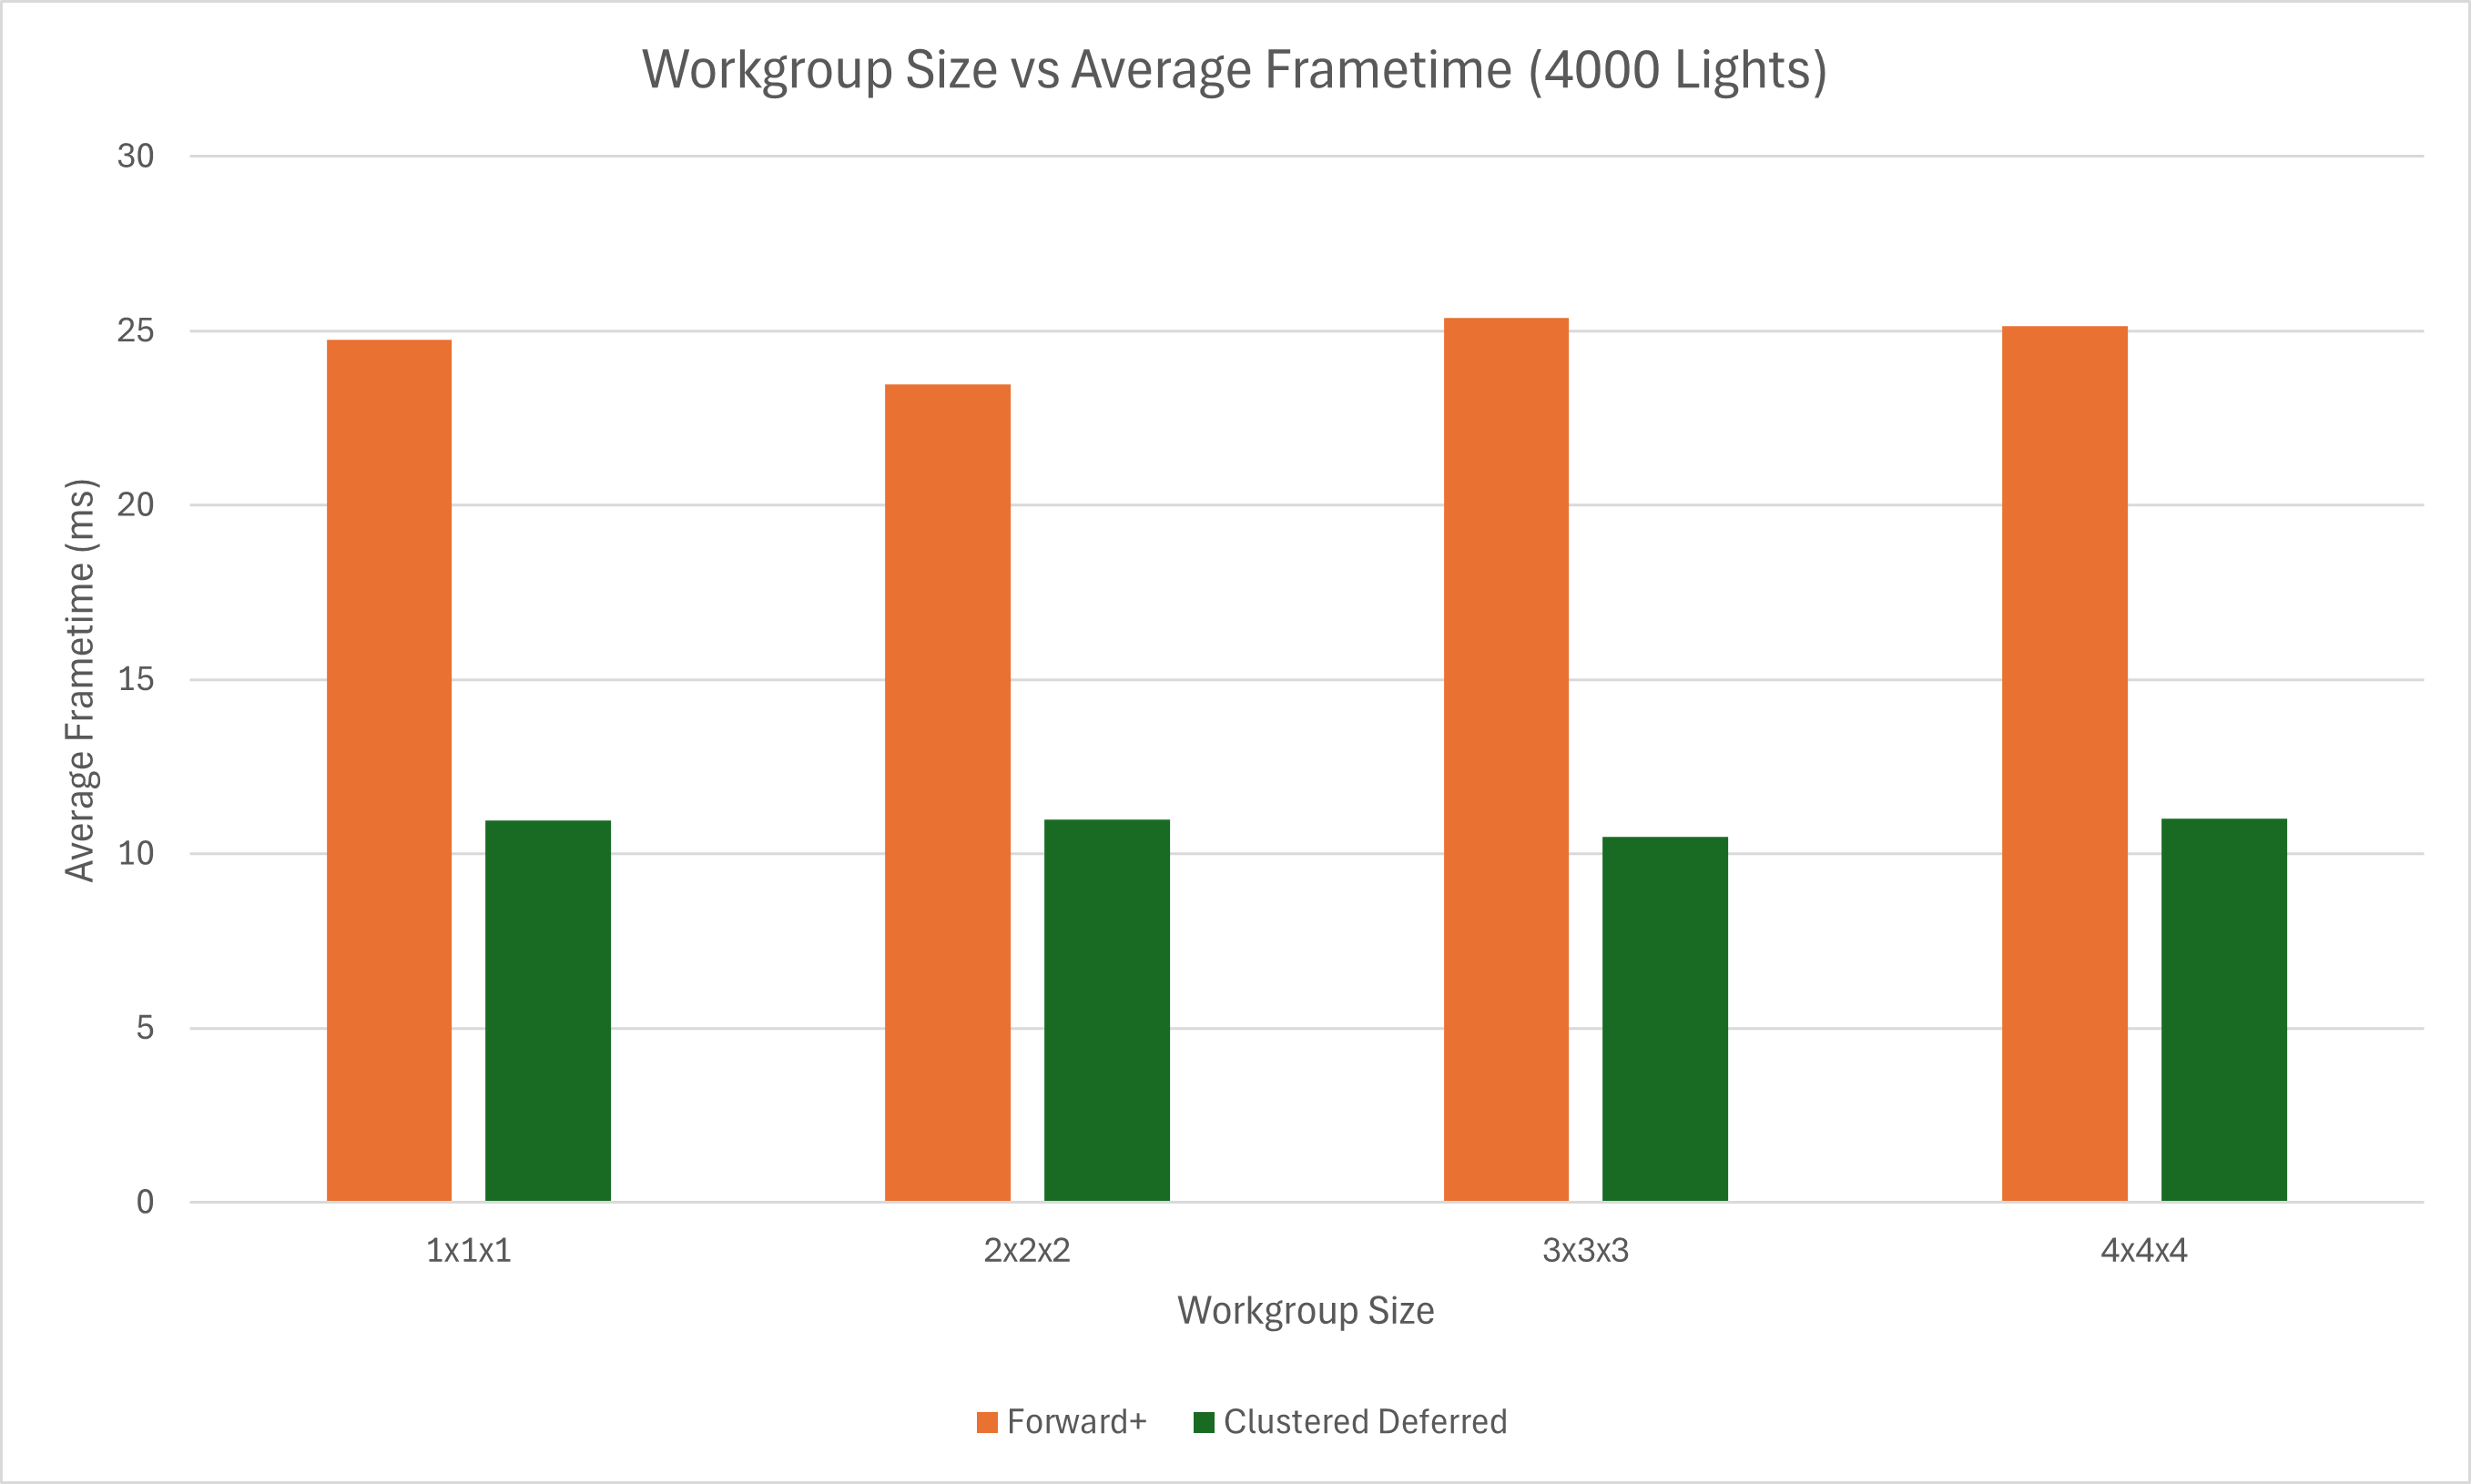 Workgroup Size vs Average Frametime (4000 Lights)
30
25
20
15
10
5
0
Average Frametime (ms)
1x1x1
2x2x2
3x3x3
4x4x4
Workgroup Size
Forward+
Clustered Deferred